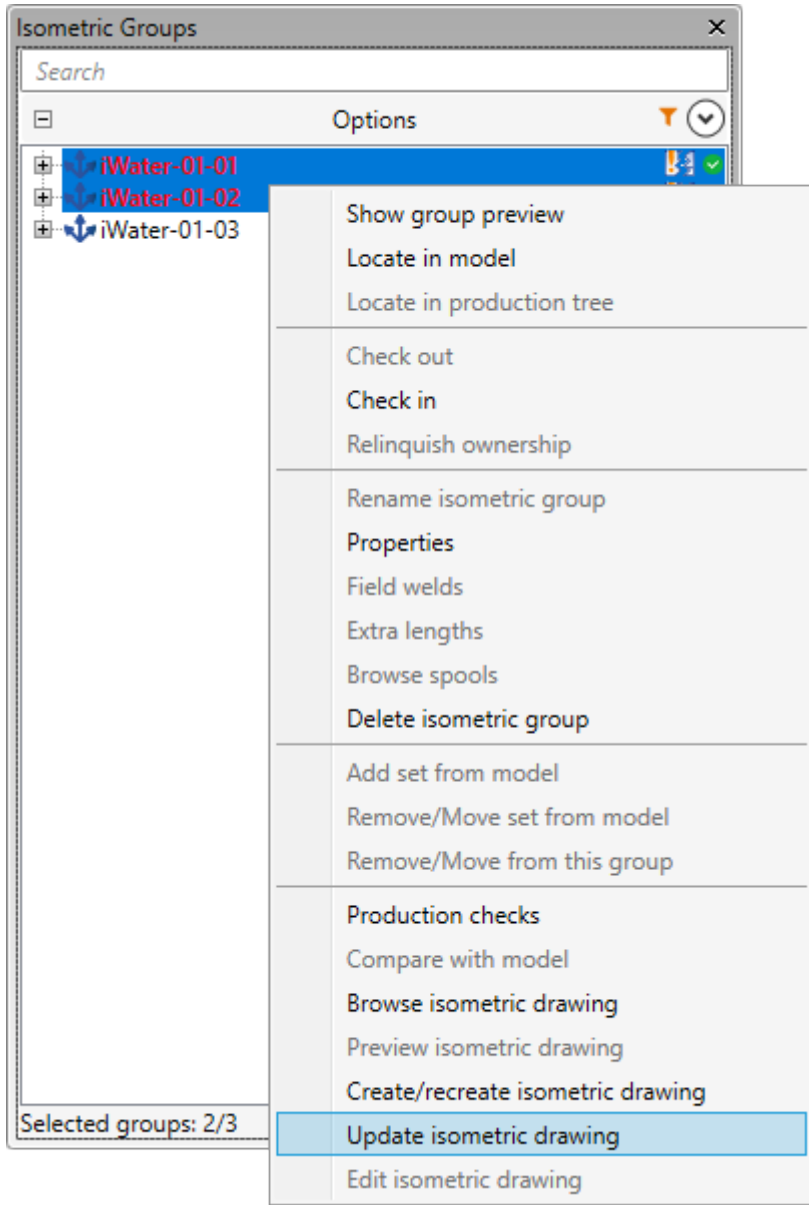 Isometric Groups
Search
Options
iWater-01-01
iWater-01-02
iWater-01-03
Show group preview
Locate in model
Locate in production tree
Check out
Check in
Relinquish ownership
Rename isometric group
Properties
Field welds
Extra lengths
Browse spools
Delete isometric group
Add set from model
Remove/Move set from model
Remove/Move from this group
Production checks
Compare with model
Browse isometric drawing
Preview isometric drawing
Create/recreate isometric drawing
Update isometric drawing
Edit isometric drawing
Selected groups: 2/3